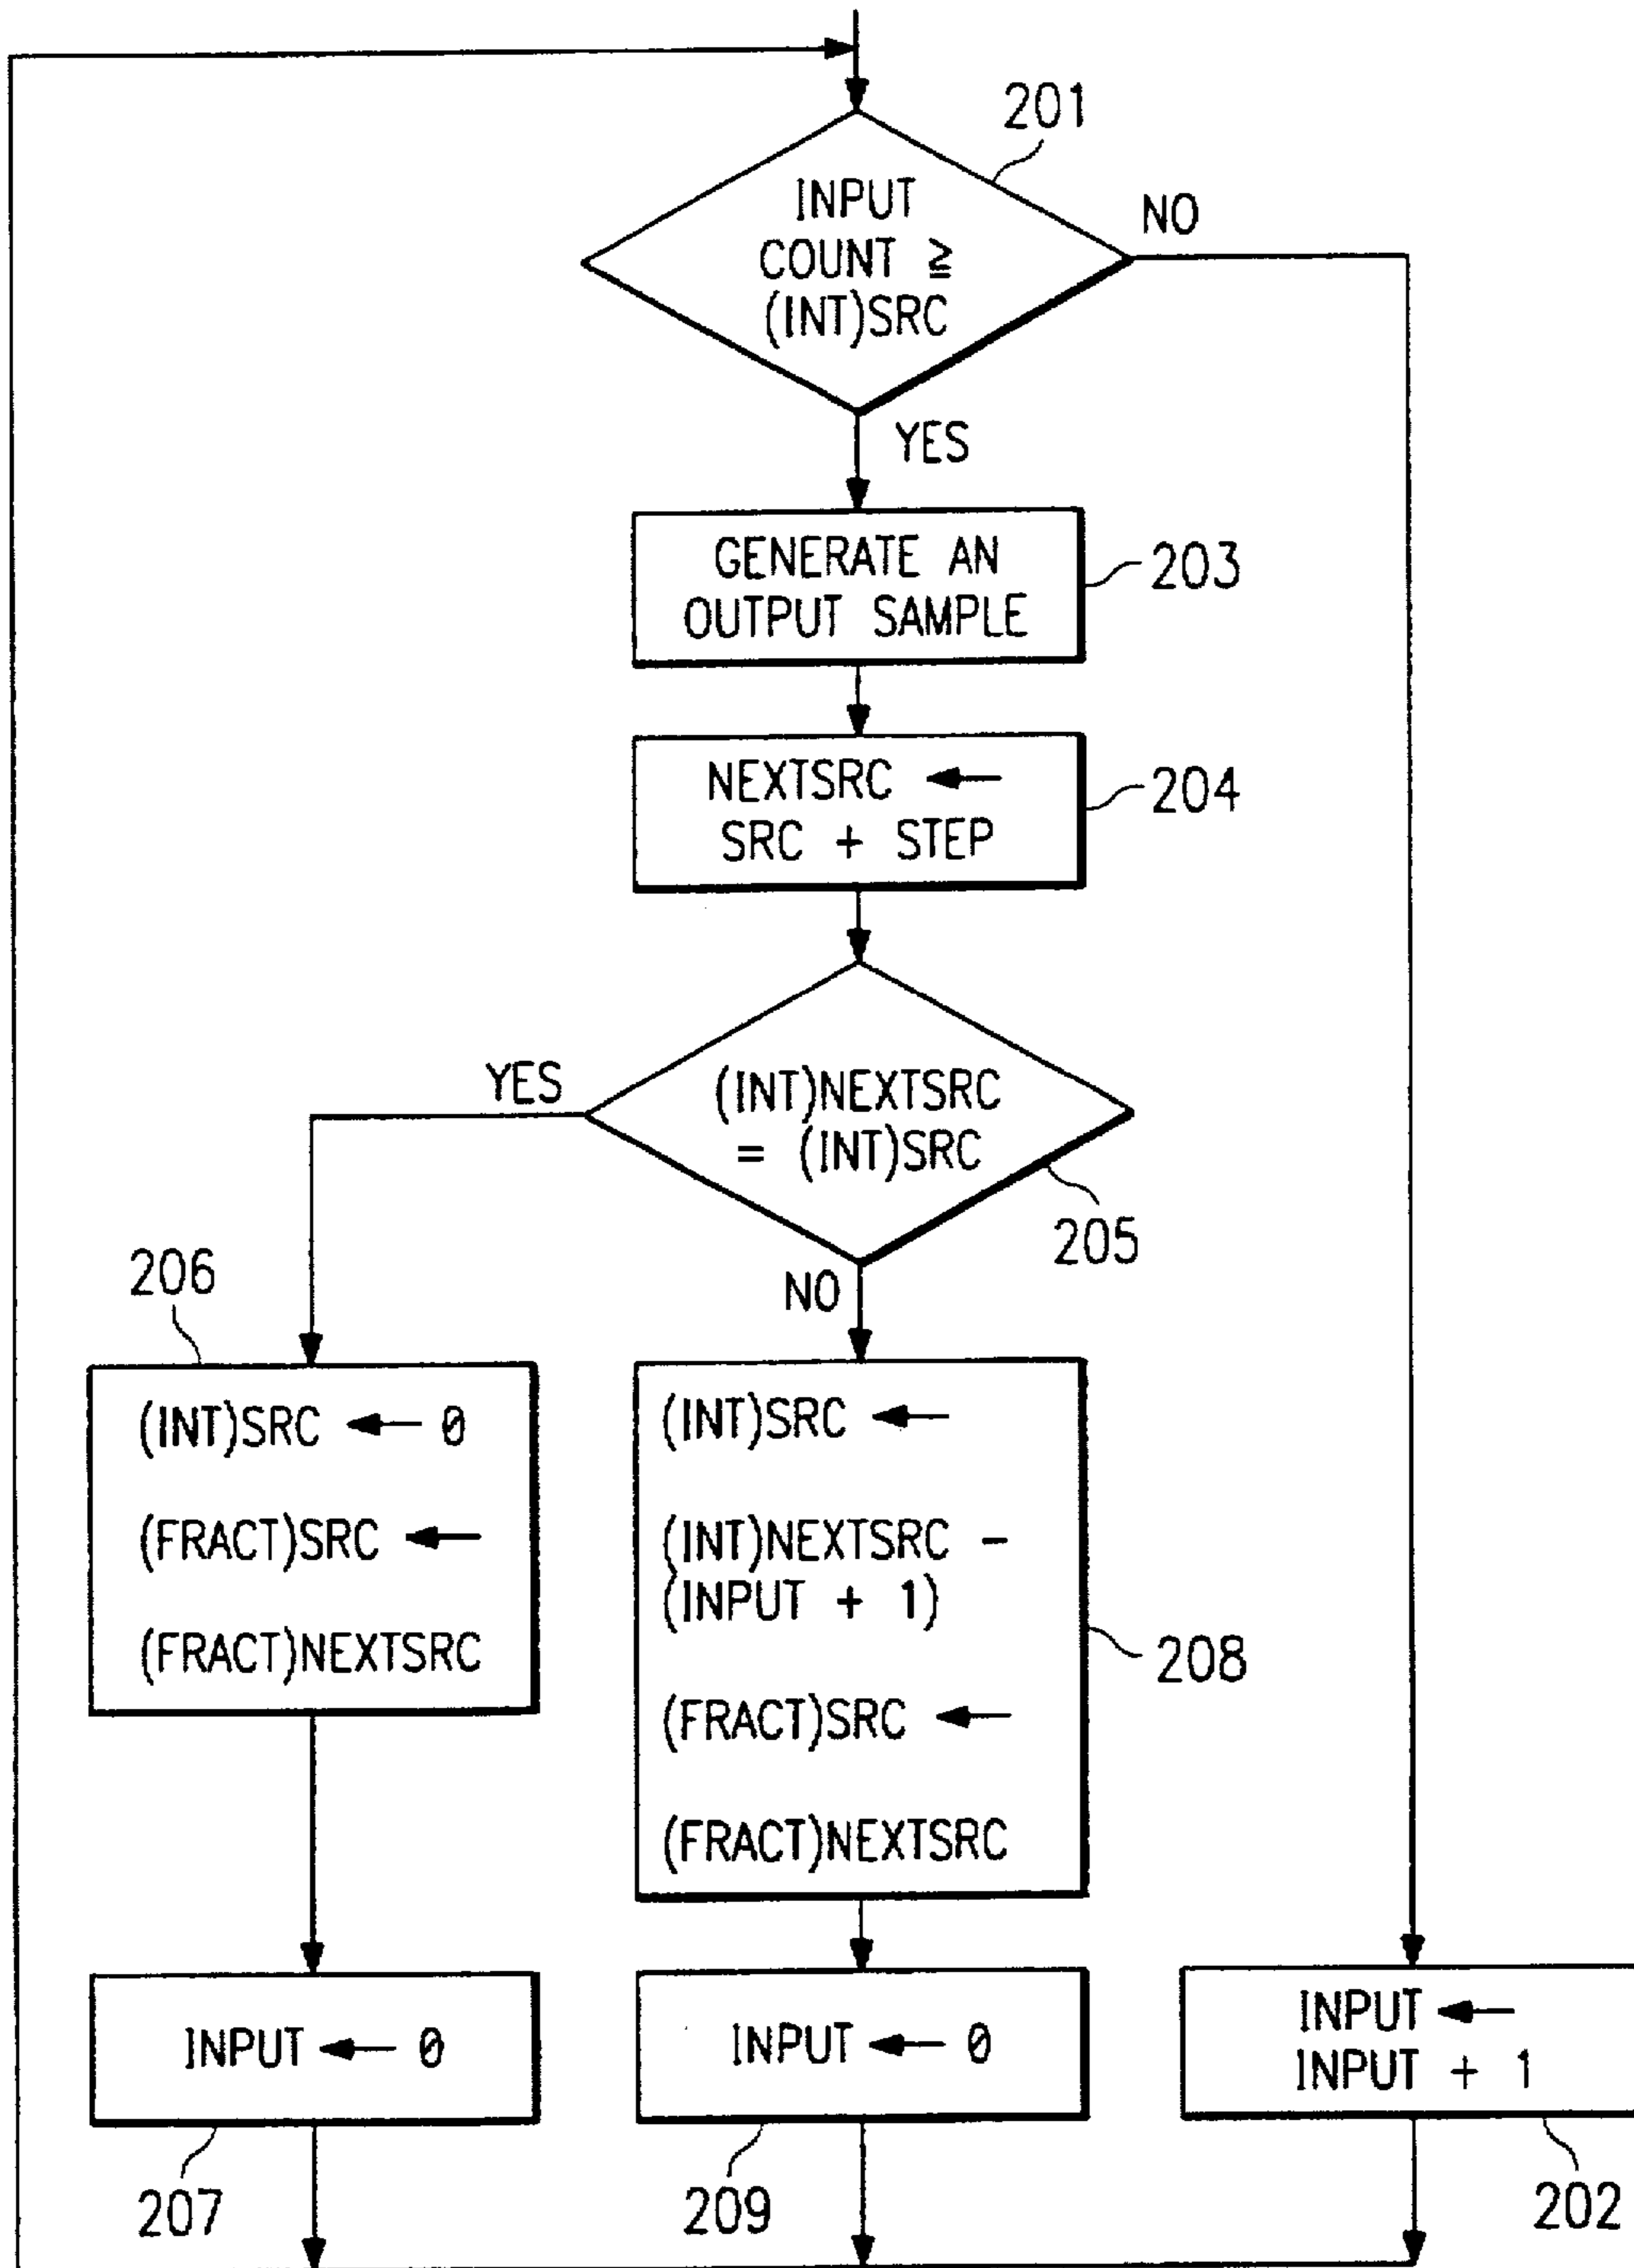 201
INPUT
COUNT ≧
(INT)SRC
NO
YES
GENERATE AN
OUTPUT SAMPLE
203
NEXTSRC ←
SRC + STEP
204
YES
(INT)NEXTSRC
= (INT)SRC
205
NO
206
(INT)SRC ← 0
(FRACT)SRC ←
(FRACT)NEXTSRC
(INT)SRC ←
(INT)NEXTSRC -
(INPUT + 1)
(FRACT)SRC ←
(FRACT)NEXTSRC
208
INPUT ← 0
207
INPUT ← 0
209
INPUT ←
INPUT + 1
202